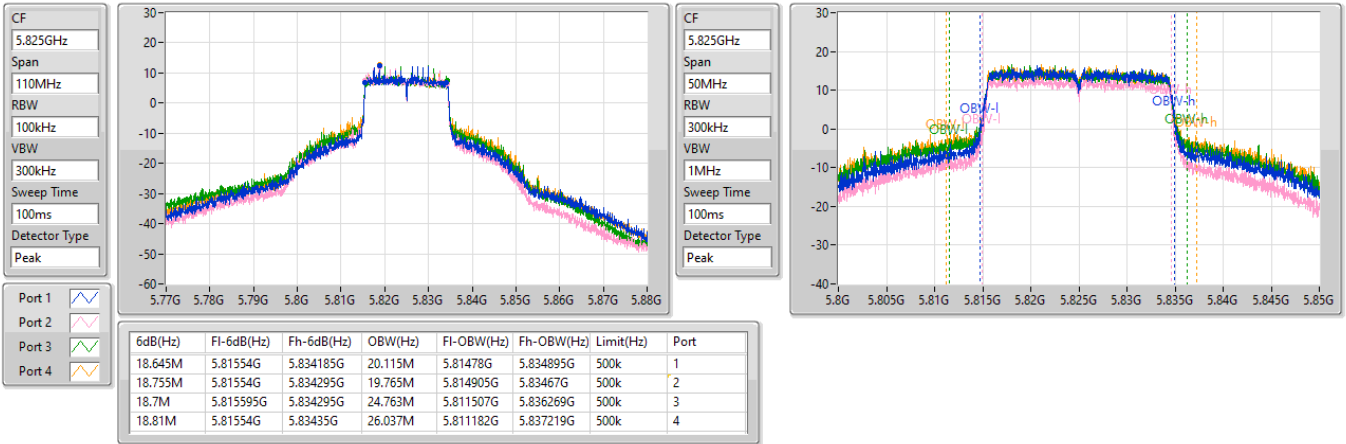 CF
5.825GHz
Span
110MHz
RBW
100kHz
VBW
300kHz
Sweep Time
100ms
Detector Type
Peak
30
20
10
0
-10
-20
-30
-40
-50
-60
5.77G 5.78G 5.79G 5.8G 5.81G 5.82G 5.83G 5.84G 5.85G 5.86G 5.87G 5.88G
CF
5.825GHz
Span
50MHz
RBW
300kHz
VBW
1MHz
Sweep Time
100ms
Detector Type
Peak
30
20
10
0
-10
-20
-30
-40
OBW-l
OBW-l
OBW-l
OBW-l
OBW-h
OBW-h
5.8G 5.805G 5.81G 5.815G 5.82G 5.825G 5.83G 5.835G 5.84G 5.845G 5.85G
Port 1
Port 2
Port 3
Port 4
6dB(Hz) Fl-6dB(Hz) Fh-6dB(Hz) OBW(Hz) Fl-OBW(Hz) Fh-OBW(Hz) Limit(Hz) Port
18.645M 5.81554G 5.834185G 20.115M 5.81478G 5.834895G 500k 1
18.755M 5.81554G 5.834295G 19.765M 5.814905G 5.83467G 500k 2
18.7M 5.815595G 5.834295G 24.763M 5.811507G 5.836269G 500k 3
18.81M 5.81554G 5.83435G 26.037M 5.811182G 5.837219G 500k 4